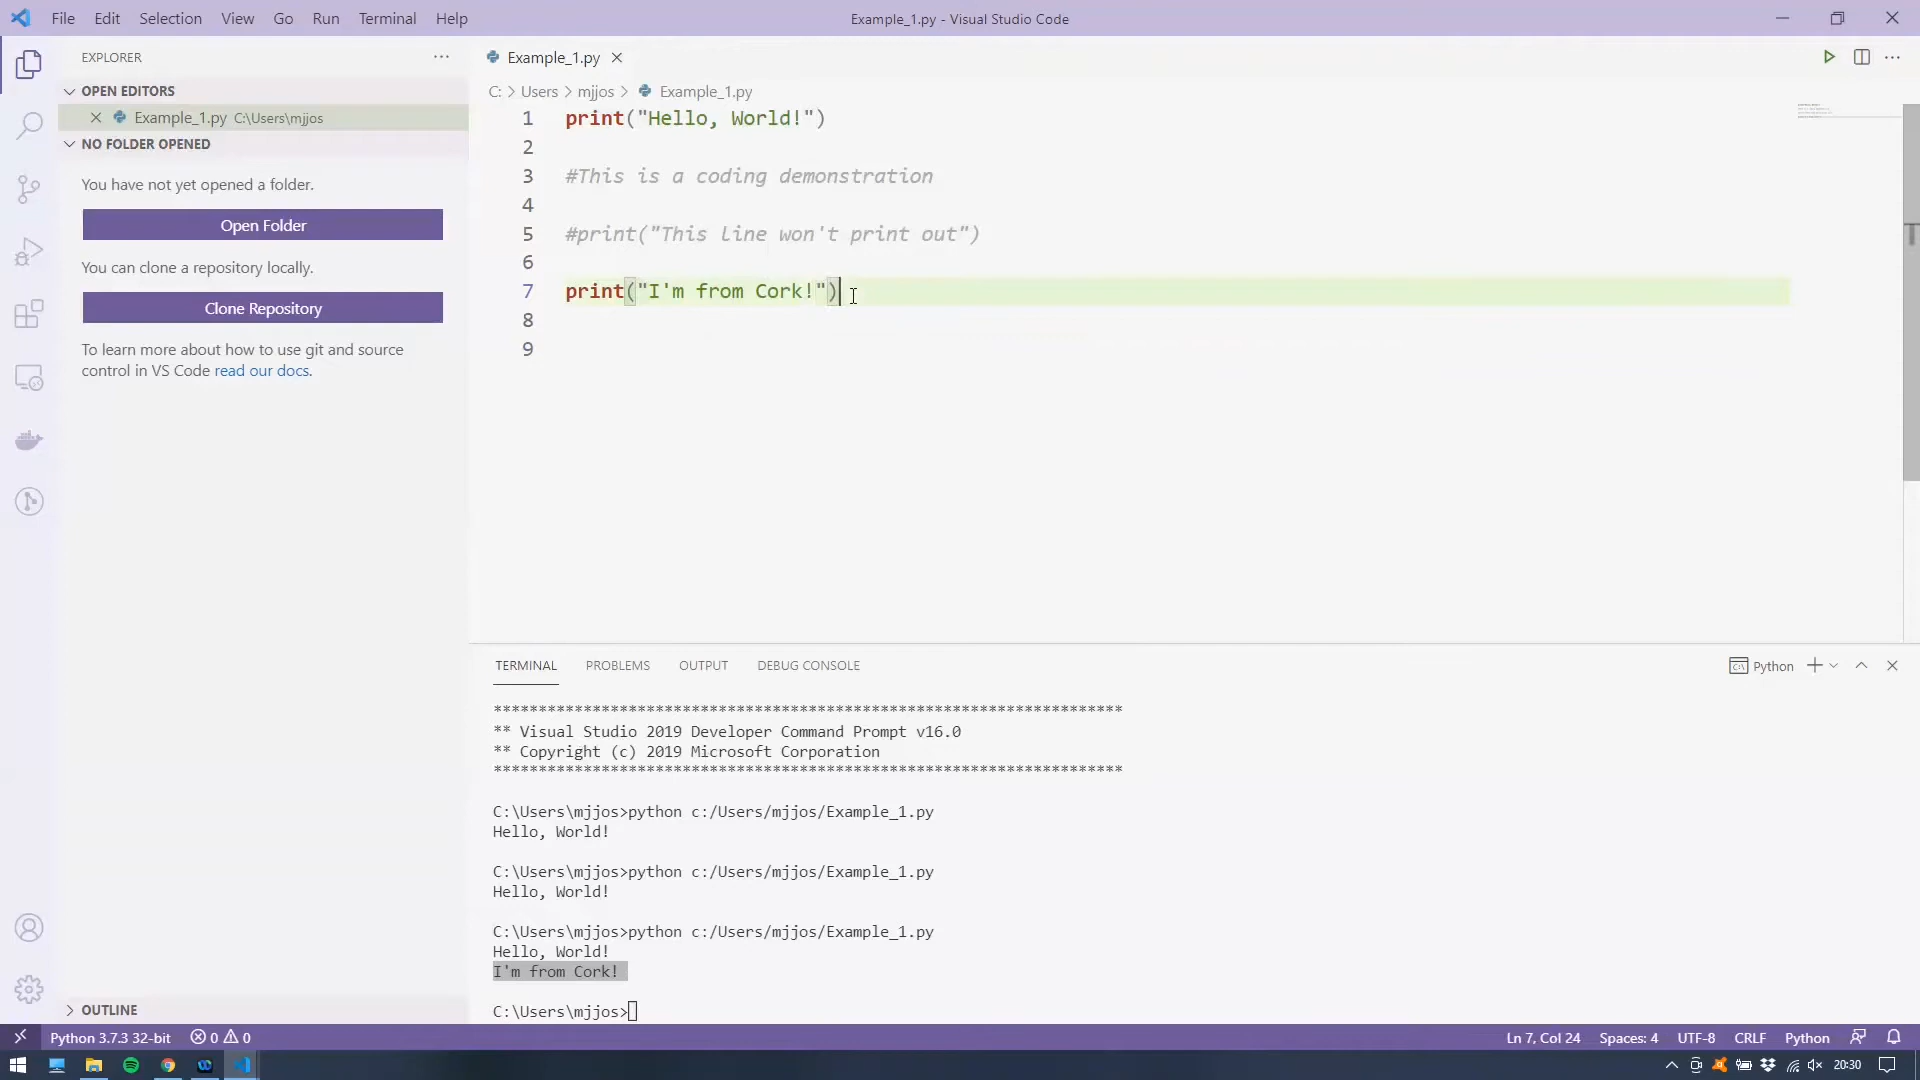 File Edit Selection View Go Run Terminal Help
Example_1.py - Visual Studio Code
EXPLORER
OPEN EDITORS
Example_1.py C:\Users\mjjos
NO FOLDER OPENED
You have not yet opened a folder.
Open Folder
You can clone a repository locally.
Clone Repository
To learn more about how to use git and source
control in VS Code read our docs.
OUTLINE
Example_1.py
C: > Users > mjjos > Example_1.py
1 print("Hello, World!")
2
3 #This is a coding demonstration
4
5 #print("This line won't print out")
6
7 print("I'm from Cork!")
8
9
TERMINAL PROBLEMS OUTPUT DEBUG CONSOLE
Python
**********************************************************************
** Visual Studio 2019 Developer Command Prompt v16.0
** Copyright (c) 2019 Microsoft Corporation
**********************************************************************
C:\Users\mjjos>python c:/Users/mjjos/Example_1.py
Hello, World!
C:\Users\mjjos>python c:/Users/mjjos/Example_1.py
Hello, World!
C:\Users\mjjos>python c:/Users/mjjos/Example_1.py
Hello, World!
I'm from Cork!
C:\Users\mjjos>
Python 3.7.3 32-bit 0 0
Ln 7, Col 24 Spaces: 4 UTF-8 CRLF Python
20:30